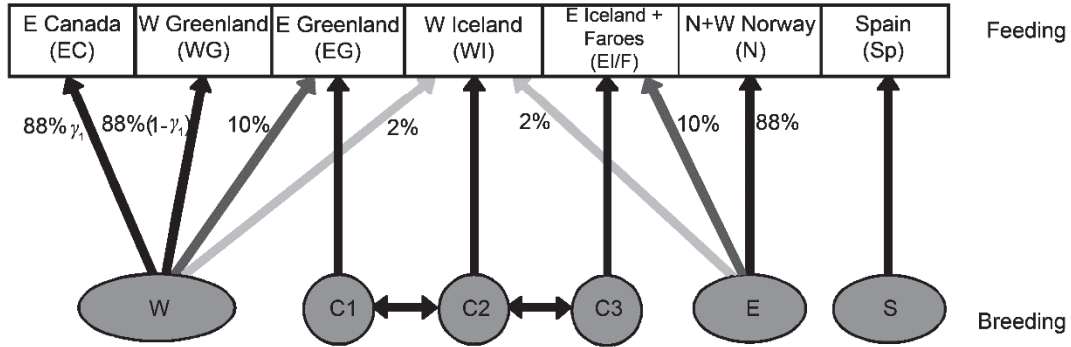 E Canada
(EC)
W Greenland
(WG)
E Greenland
(EG)
W Iceland
(WI)
E Iceland +
Faroes
(EI/F)
N+W Norway
(N)
Spain
(Sp)
Feeding
88% γ₁
88%(1-γ₁)
10%
2%
2%
10%
88%
W
C1
C2
C3
E
S
Breeding